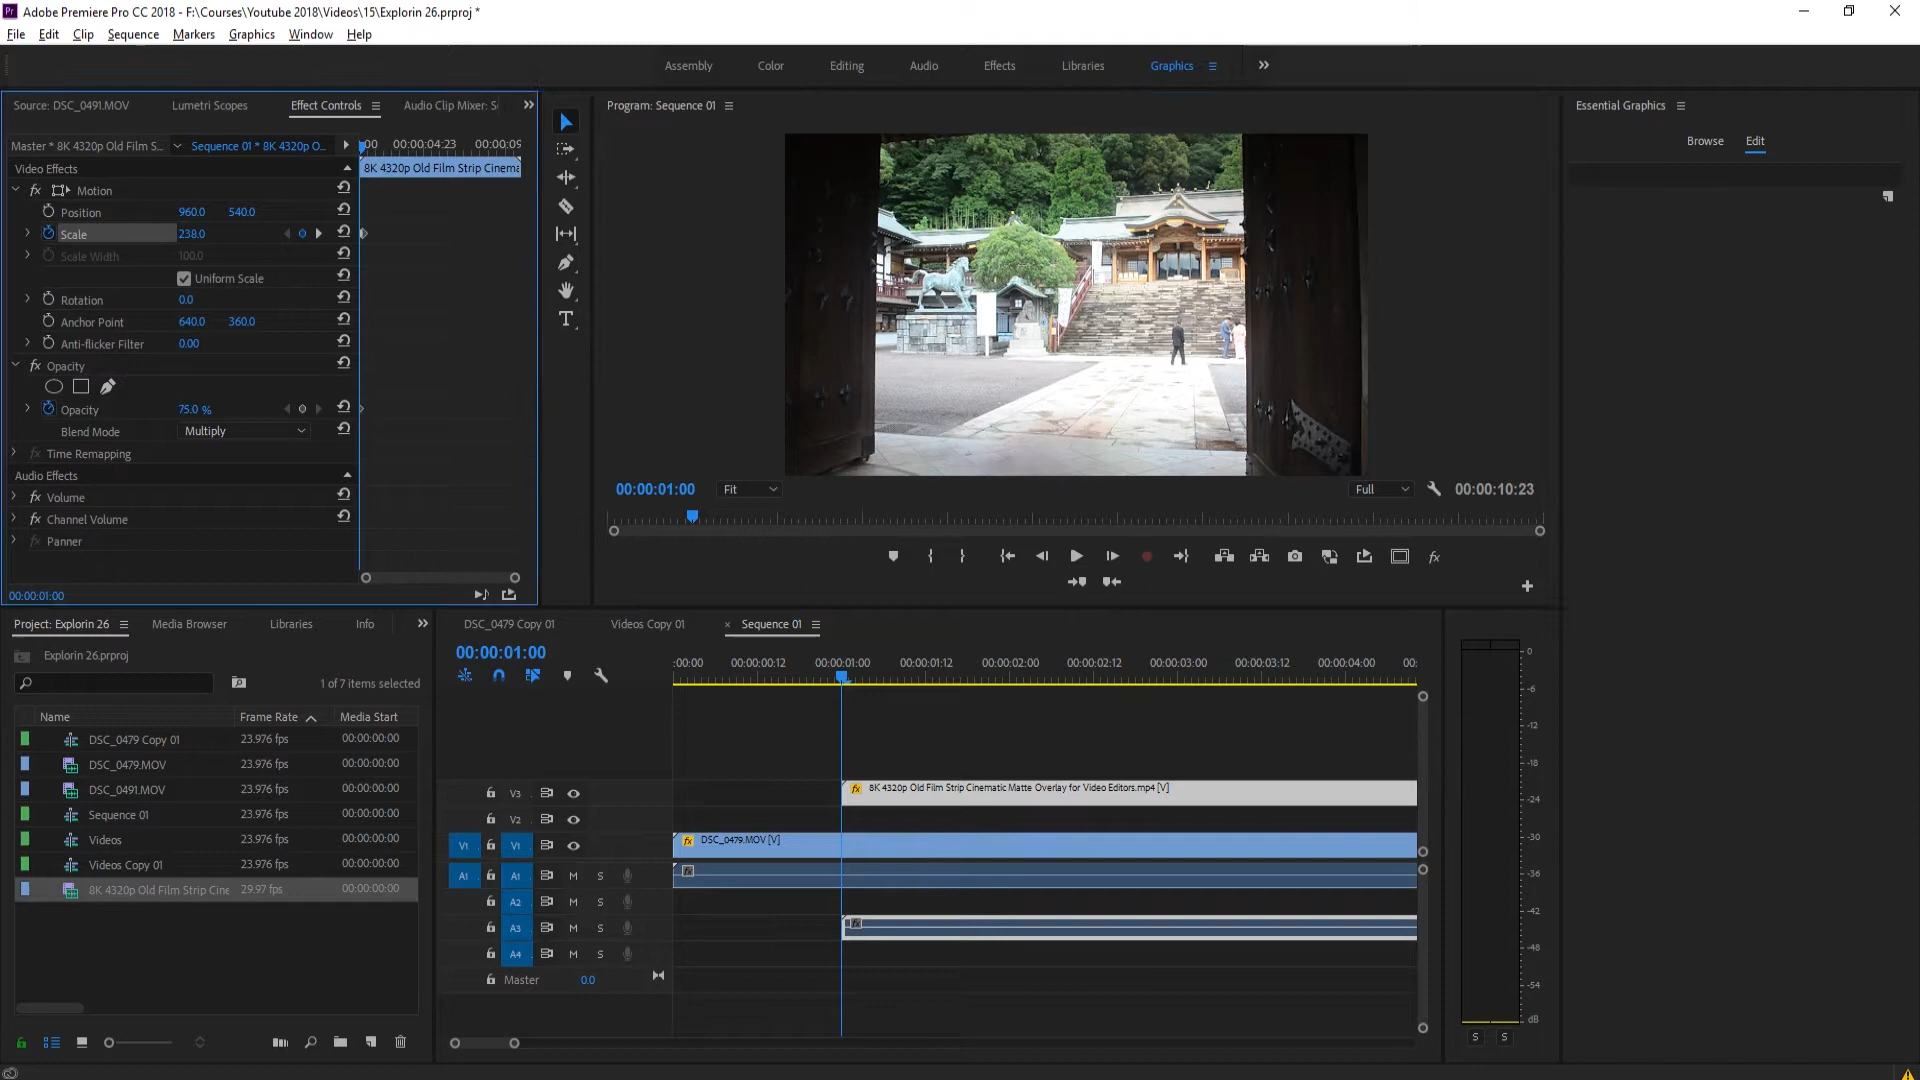 Adobe Premiere Pro CC 2018 - F:\Courses\Youtube 2018\Videos\15\Explorin 26.prproj *
File Edit Clip Sequence Markers Graphics Window Help
Assembly Color Editing Audio Effects Libraries Graphics
Source: DSC_0491.MOV Lumetri Scopes Effect Controls Audio Clip Mixer: S
Program: Sequence 01
Essential Graphics
Browse Edit
Master * 8K 4320p Old Film S... Sequence 01 * 8K 4320p O... :00 00:00:04:23 00:00:09
Video Effects 8K 4320p Old Film Strip Cinema
fx Motion
Position 960.0 540.0
Scale 238.0
Scale Width 100.0
Uniform Scale
Rotation 0.0
Anchor Point 640.0 360.0
Anti-flicker Filter 0.00
fx Opacity
Opacity 75.0 %
Blend Mode Multiply
fx Time Remapping
Audio Effects
fx Volume
fx Channel Volume
fx Panner
00:00:01:00
00:00:01:00 Fit Full 00:00:10:23
fx
Project: Explorin 26 Media Browser Libraries Info
Explorin 26.prproj
1 of 7 items selected
Name Frame Rate Media Start
DSC_0479 Copy 01 23.976 fps 00:00:00:00
DSC_0479.MOV 23.976 fps 00:00:00:00
DSC_0491.MOV 23.976 fps 00:00:00:00
Sequence 01 23.976 fps 00:00:00:00
Videos 23.976 fps 00:00:00:00
Videos Copy 01 23.976 fps 00:00:00:00
8K 4320p Old Film Strip Cine 29.97 fps 00:00:00:00
DSC_0479 Copy 01 Videos Copy 01 × Sequence 01
00:00:01:00
:00:00 00:00:00:12 00:00:01:00 00:00:01:12 00:00:02:00 00:00:02:12 00:00:03:00 00:00:03:12 00:00:04:00 00:
V3 fx 8K 4320p Old Film Strip Cinematic Matte Overlay for Video Editors.mp4 [V]
V2
V1 V1 fx DSC_0479.MOV [V]
A1 A1 M S fx
A2 M S
A3 M S fx
A4 M S
Master 0.0
0
-6
-12
-18
-24
-30
-36
-42
-48
-54
dB
S S